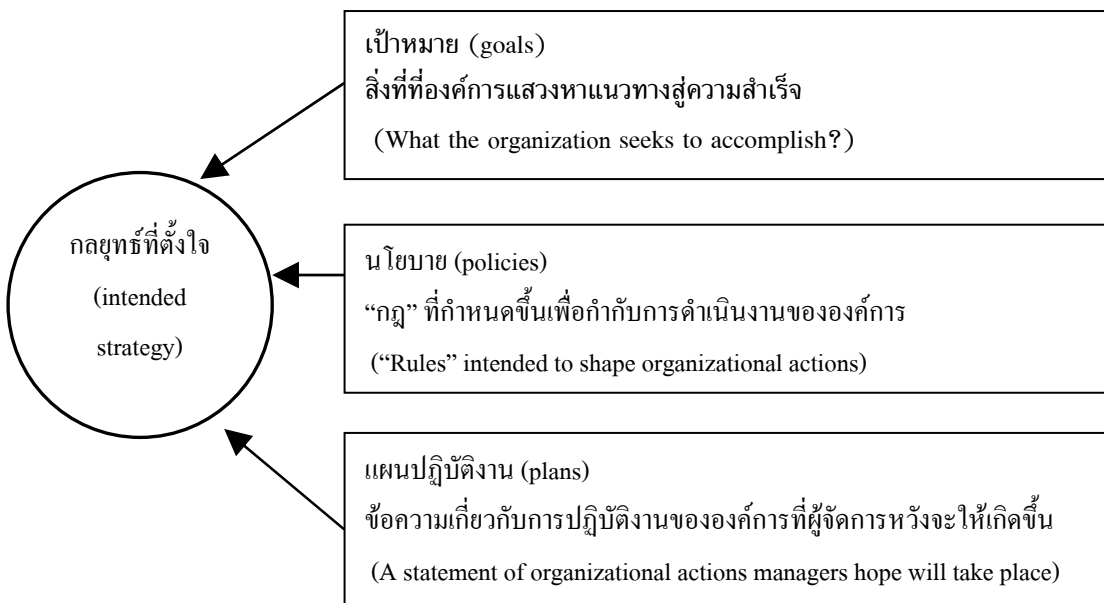 เป้าหมาย (goals)
สิ่งที่ที่องค์การแสวงหาแนวทางสู่ความสำเร็จ
(What the organization seeks to accomplish?)
กลยุทธ์ที่ตั้งใจ
(intended
strategy)
นโยบาย (policies)
“กฎ” ที่กำหนดขึ้นเพื่อกำกับการดำเนินงานขององค์การ
(“Rules” intended to shape organizational actions)
แผนปฏิบัติงาน (plans)
ข้อความเกี่ยวกับการปฏิบัติงานขององค์การที่ผู้จัดการหวังจะให้เกิดขึ้น
(A statement of organizational actions managers hope will take place)